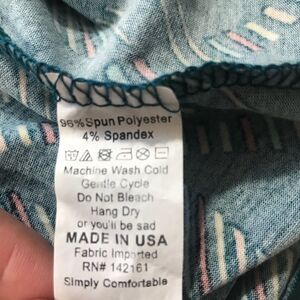 96% Spun Polyester
4% Spandex
Machine Wash Cold
Gentle Cycle
Do Not Bleach
Hang Dry
or you'll be sad
MADE IN USA
Fabric Imported
RN# 142161
Simply Comfortable